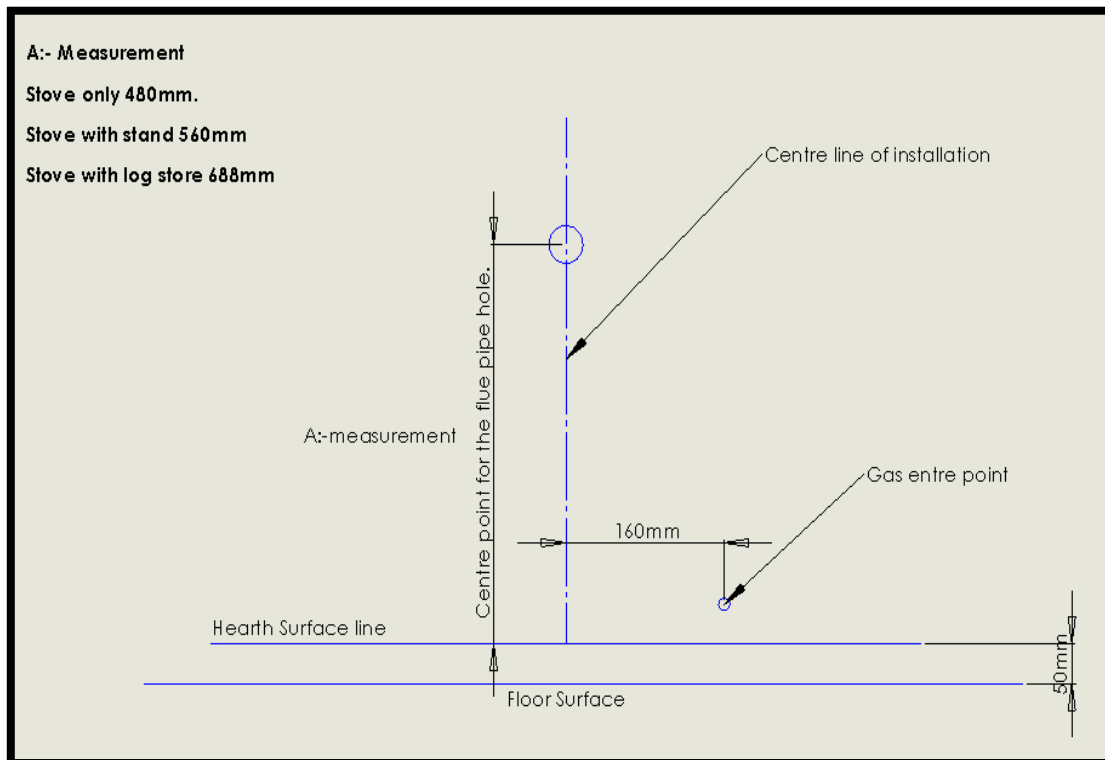 A:- Measurement
Stove only 480mm.
Stove with stand 560mm
Stove with log store 688mm
Centre line of installation
Centre point for the flue pipe hole.
A:-measurement
Gas entre point
160mm
Hearth Surface line
50mm
Floor Surface